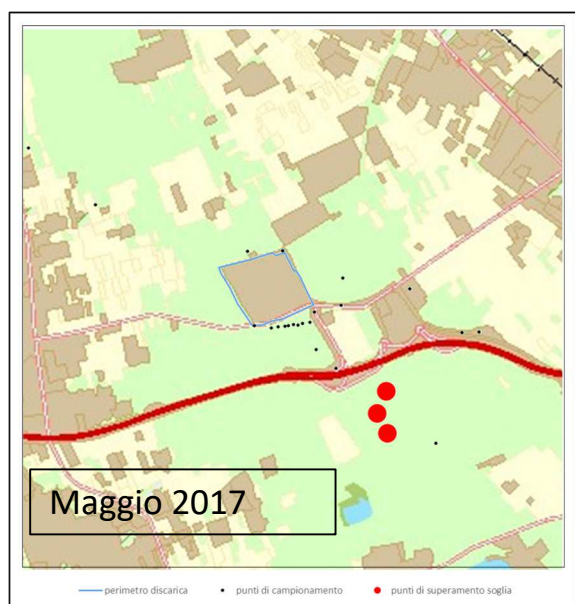 Maggio 2017
perimetro discarica punti di campionamento punti di superamento soglia